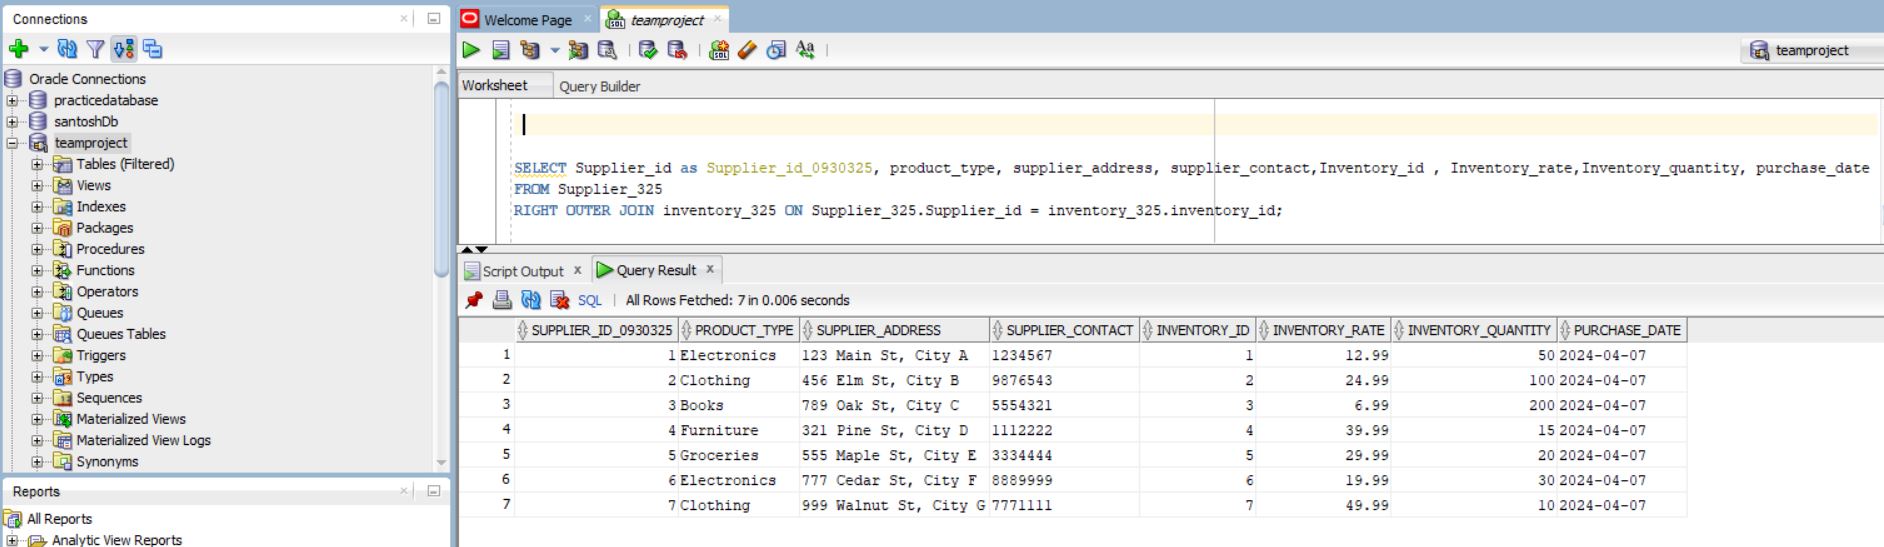 Connections
Oracle Connections
practicedatabase
santoshDb
teamproject
Tables (Filtered)
Views
Indexes
Packages
Procedures
Functions
Operators
Queues
Queues Tables
Triggers
Types
Sequences
Materialized Views
Materialized View Logs
Synonyms
Reports
All Reports
Analytic View Reports
Welcome Page teamproject
teamproject
Worksheet Query Builder
SELECT Supplier_id as Supplier_id_0930325, product_type, supplier_address, supplier_contact,Inventory_id , Inventory_rate,Inventory_quantity, purchase_date
FROM Supplier_325
RIGHT OUTER JOIN inventory_325 ON Supplier_325.Supplier_id = inventory_325.inventory_id;
Script Output x Query Result x
SQL | All Rows Fetched: 7 in 0.006 seconds
SUPPLIER_ID_0930325 PRODUCT_TYPE SUPPLIER_ADDRESS SUPPLIER_CONTACT INVENTORY_ID INVENTORY_RATE INVENTORY_QUANTITY PURCHASE_DATE
1 1 Electronics 123 Main St, City A 1234567 1 12.99 50 2024-04-07
2 2 Clothing 456 Elm St, City B 9876543 2 24.99 100 2024-04-07
3 3 Books 789 Oak St, City C 5554321 3 6.99 200 2024-04-07
4 4 Furniture 321 Pine St, City D 1112222 4 39.99 15 2024-04-07
5 5 Groceries 555 Maple St, City E 3334444 5 29.99 20 2024-04-07
6 6 Electronics 777 Cedar St, City F 8889999 6 19.99 30 2024-04-07
7 7 Clothing 999 Walnut St, City G 7771111 7 49.99 10 2024-04-07